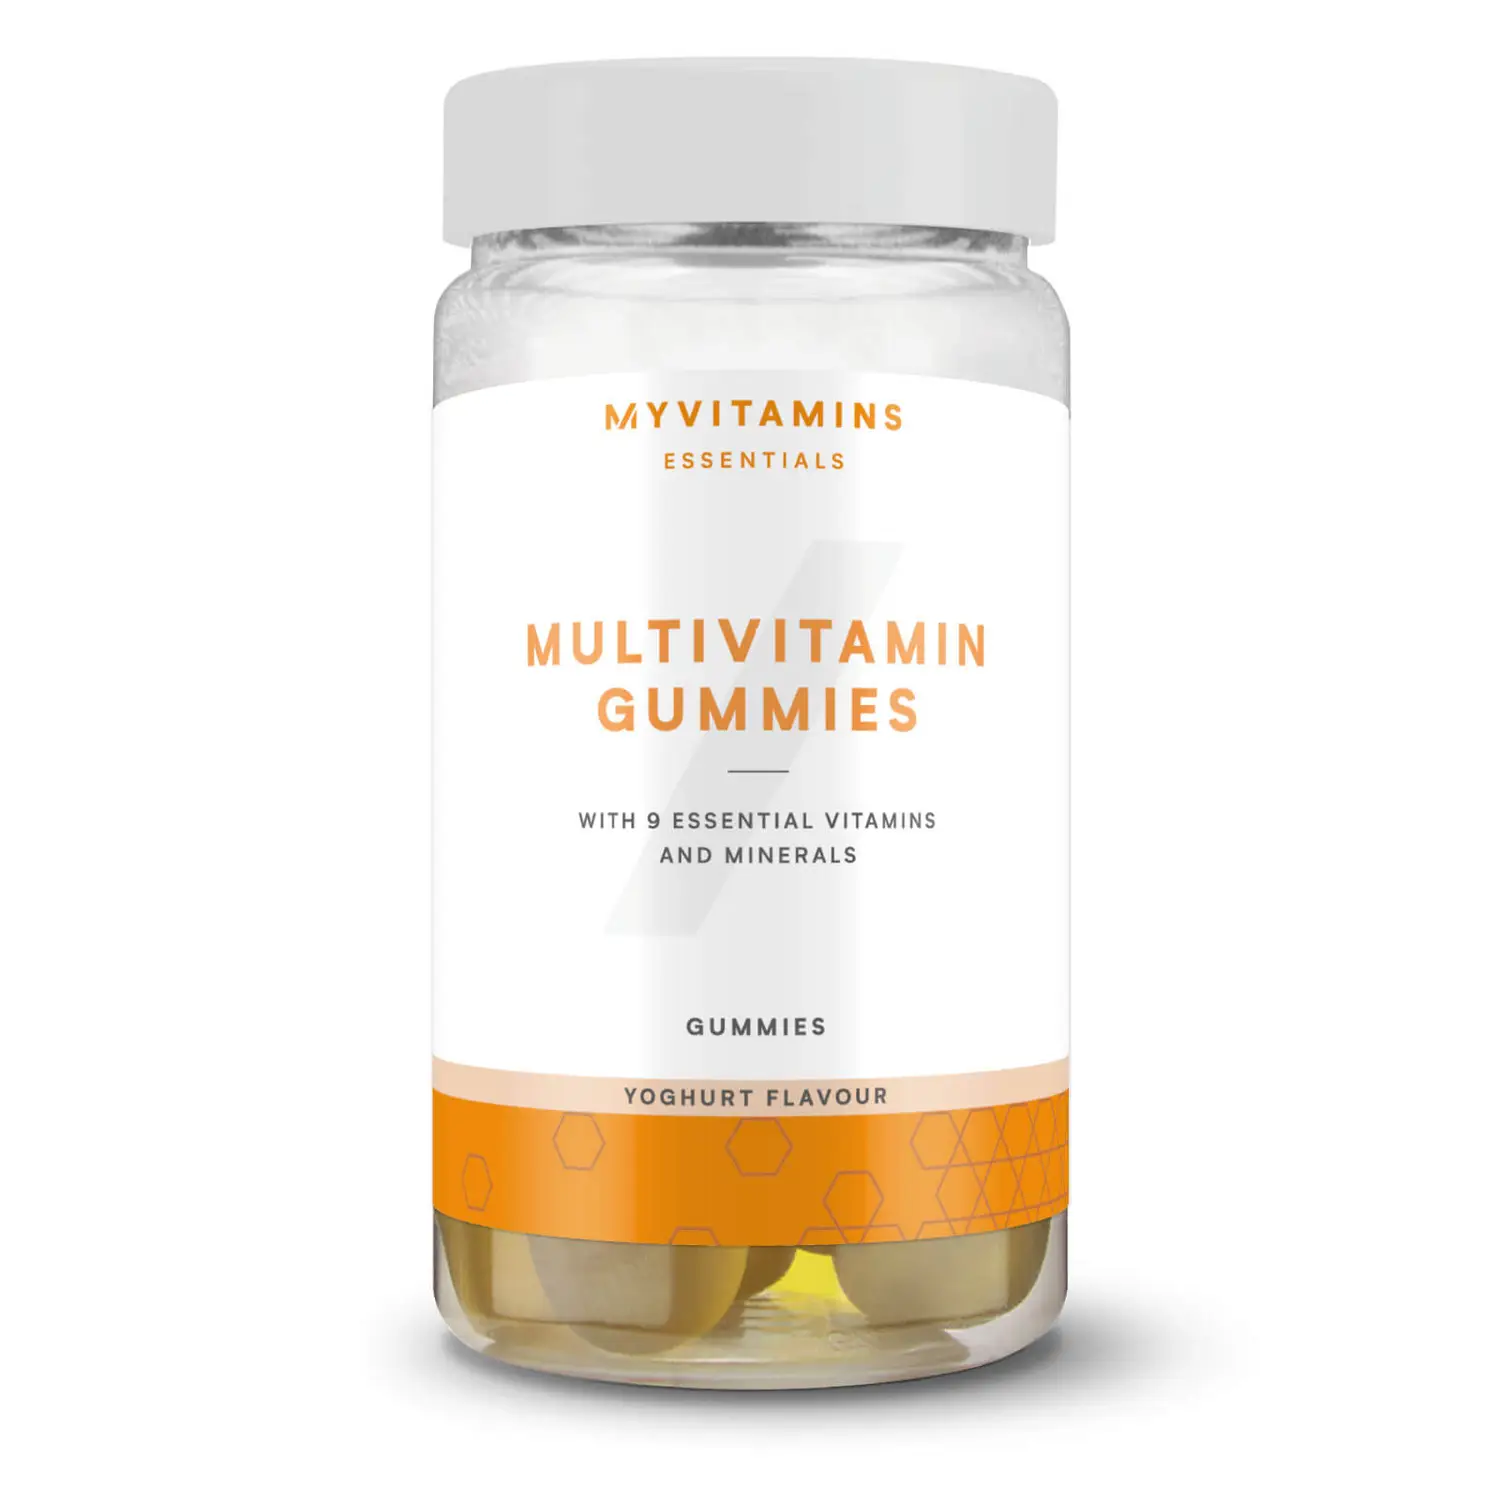 MYVITAMINS
ESSENTIALS
MULTIVITAMIN
GUMMIES
WITH 9 ESSENTIAL VITAMINS
AND MINERALS
GUMMIES
YOGHURT FLAVOUR